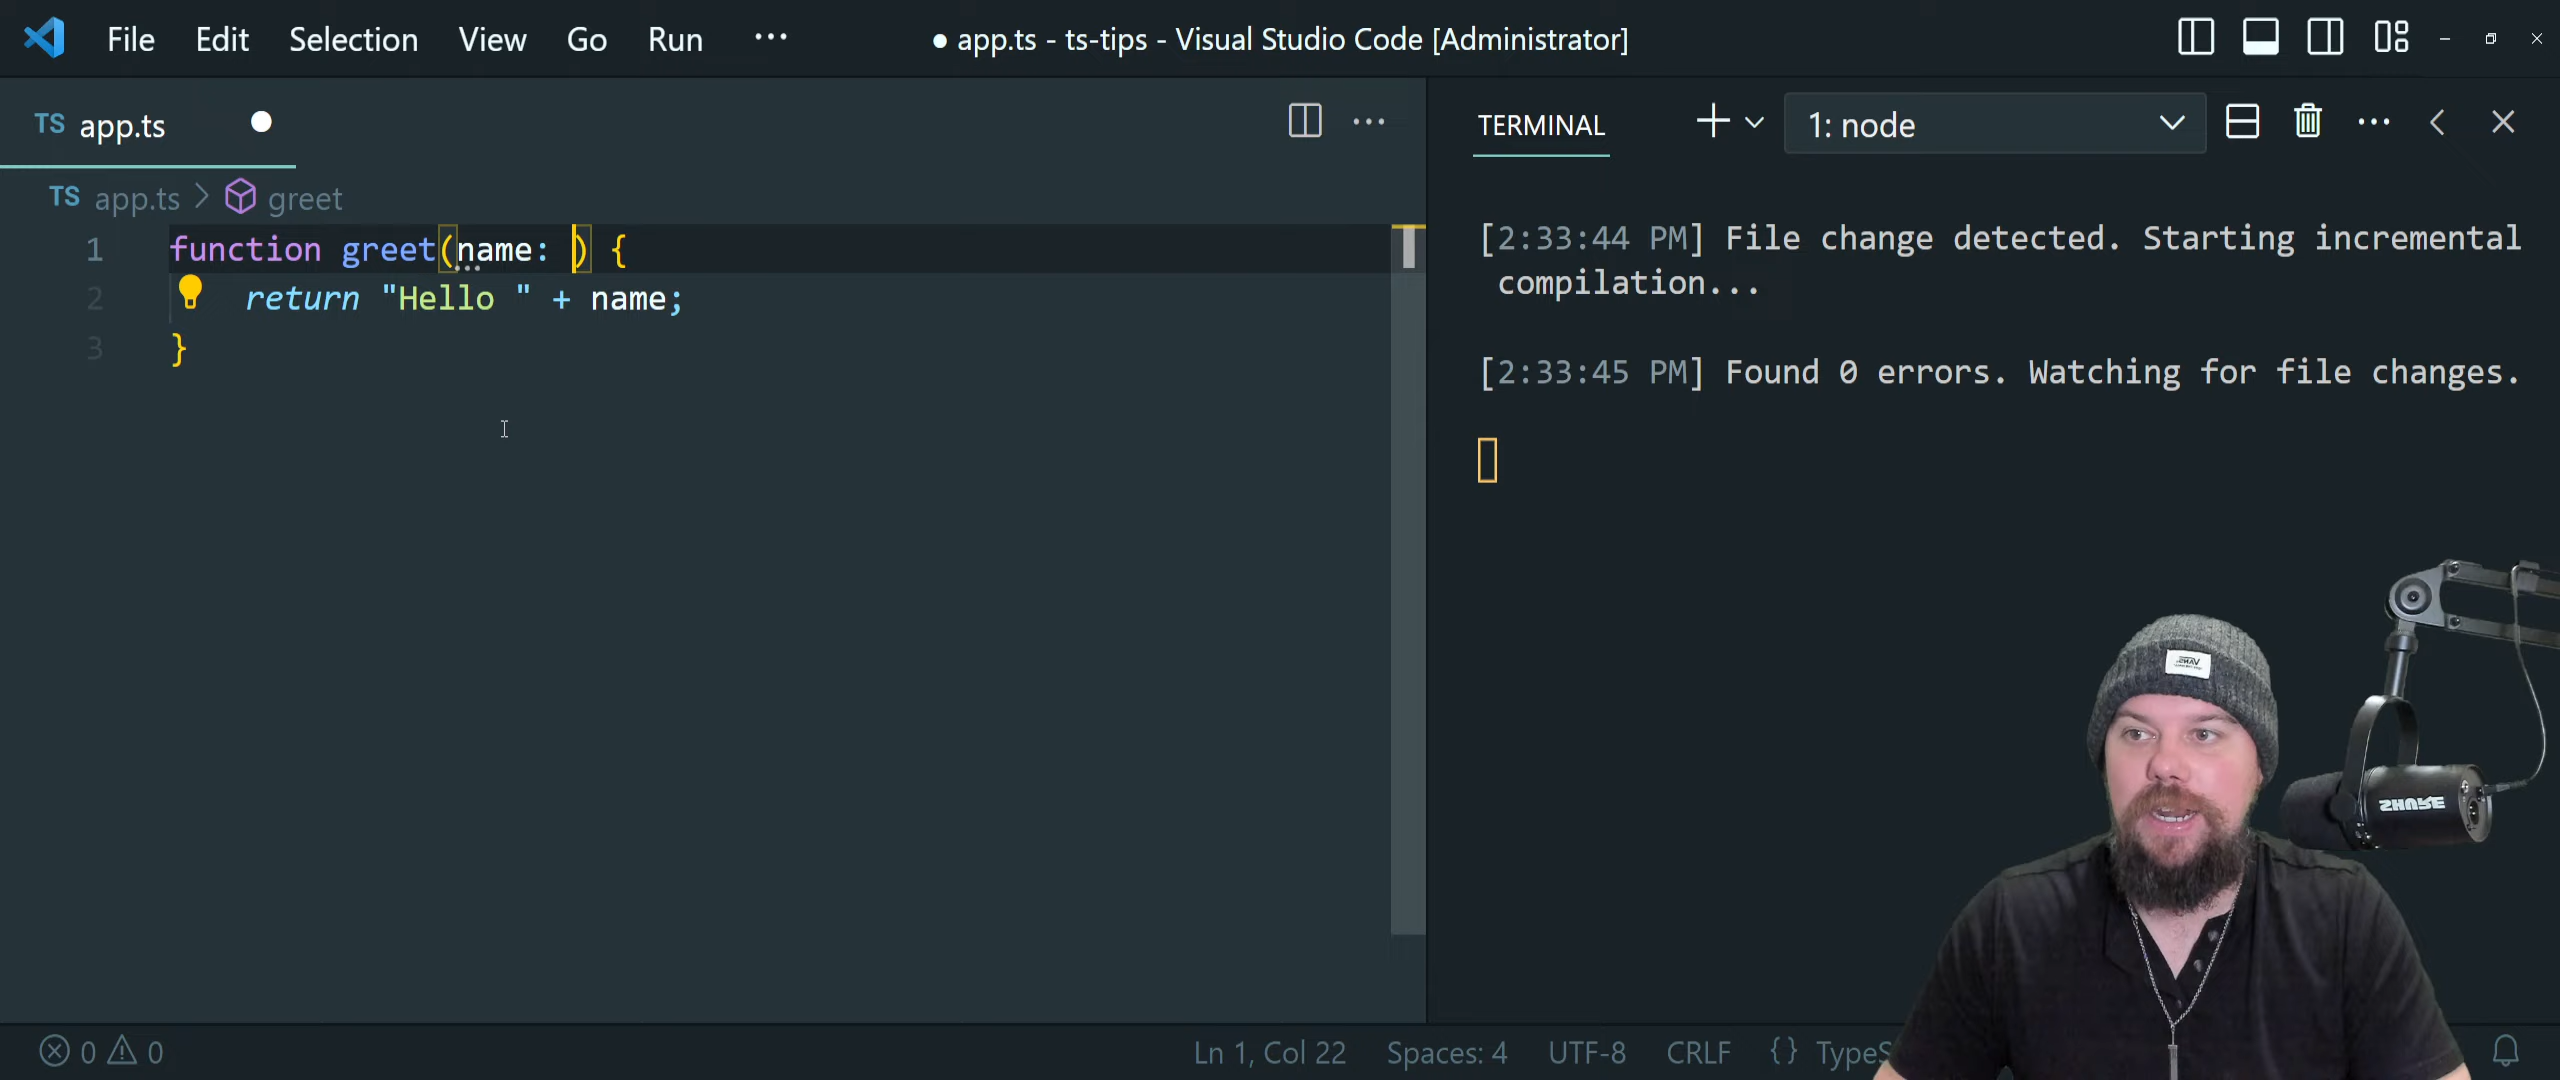 File Edit Selection View Go Run ··· ● app.ts - ts-tips - Visual Studio Code [Administrator]
TS app.ts ●
TERMINAL 1: node
TS app.ts > greet
1 function greet(name: ) {
2 return "Hello " + name;
3 }
[2:33:44 PM] File change detected. Starting incremental
compilation...
[2:33:45 PM] Found 0 errors. Watching for file changes.
VANS
SHURE
0 0 Ln 1, Col 22 Spaces: 4 UTF-8 CRLF {} TypeS